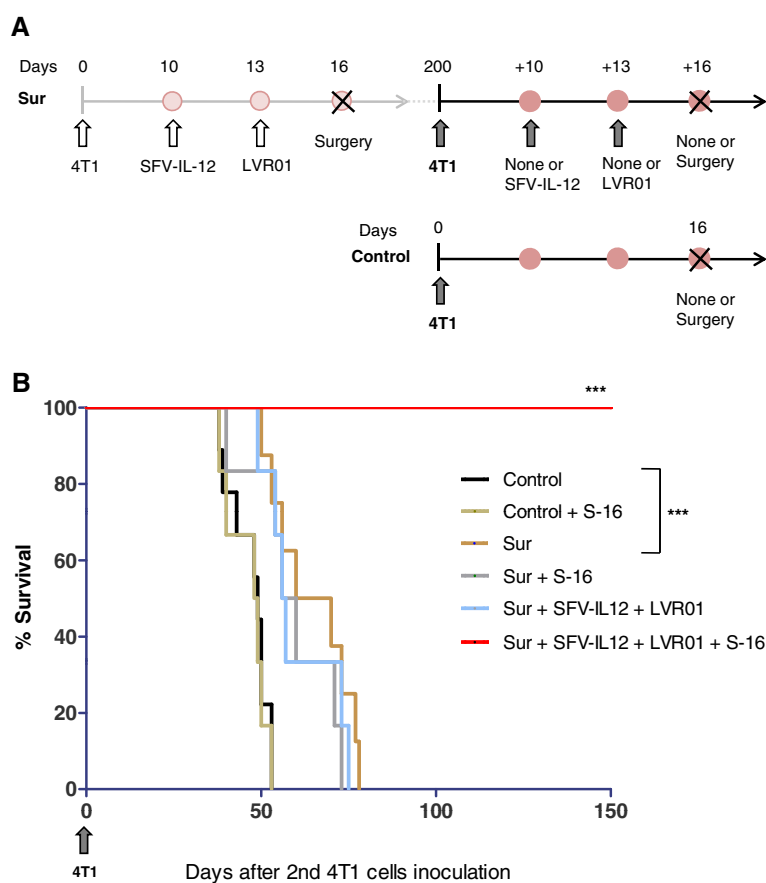 A
Days 0 10 13 16 200 +10 +13 +16
Sur
4T1 SFV-IL-12 LVR01 Surgery 4T1 None or SFV-IL-12 None or LVR01 None or Surgery
Days 0 16
Control
4T1 None or Surgery
B
***
100
80
60
40
20
0
% Survival
Control
Control + S-16
Sur
***
Sur + S-16
Sur + SFV-IL12 + LVR01
Sur + SFV-IL12 + LVR01 + S-16
0 50 100 150
4T1 Days after 2nd 4T1 cells inoculation